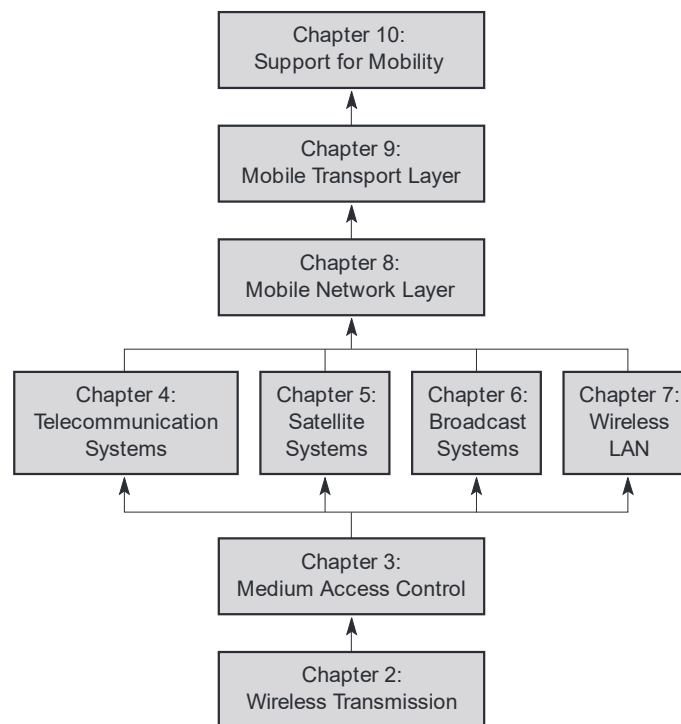 Chapter 10:
Support for Mobility
Chapter 9:
Mobile Transport Layer
Chapter 8:
Mobile Network Layer
Chapter 4:
Telecommunication
Systems
Chapter 5:
Satellite
Systems
Chapter 6:
Broadcast
Systems
Chapter 7:
Wireless
LAN
Chapter 3:
Medium Access Control
Chapter 2:
Wireless Transmission